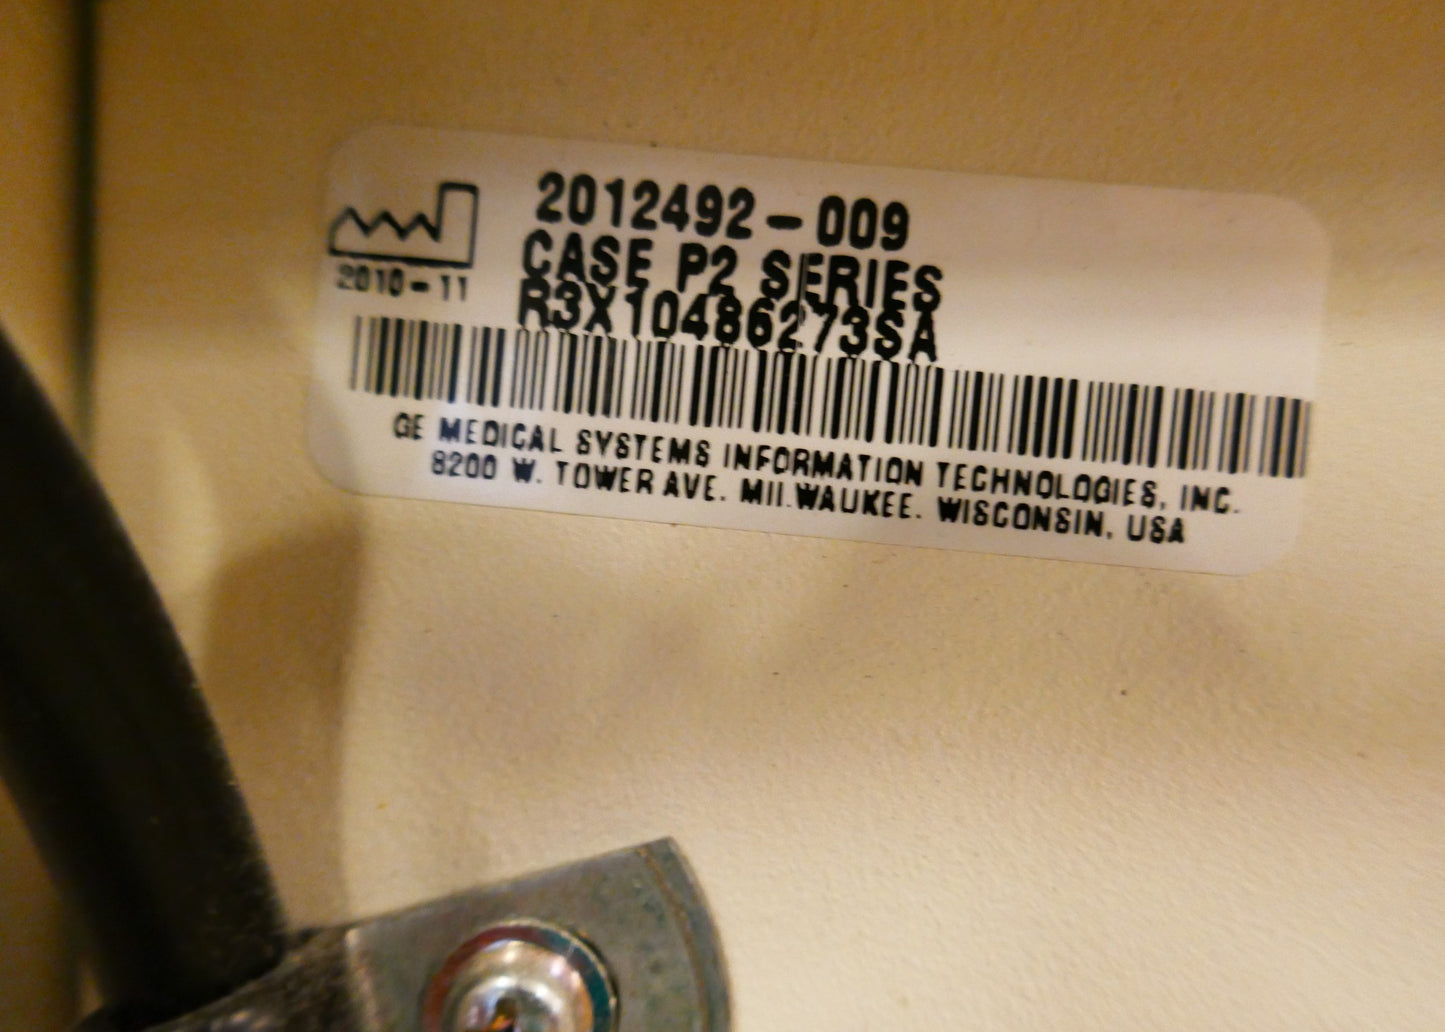 2012492-009
CASE P2 SERIES
2010-11
R3X10486273SA
GE MEDICAL SYSTEMS INFORMATION TECHNOLOGIES, INC.
8200 W. TOWER AVE. MILWAUKEE. WISCONSIN, USA